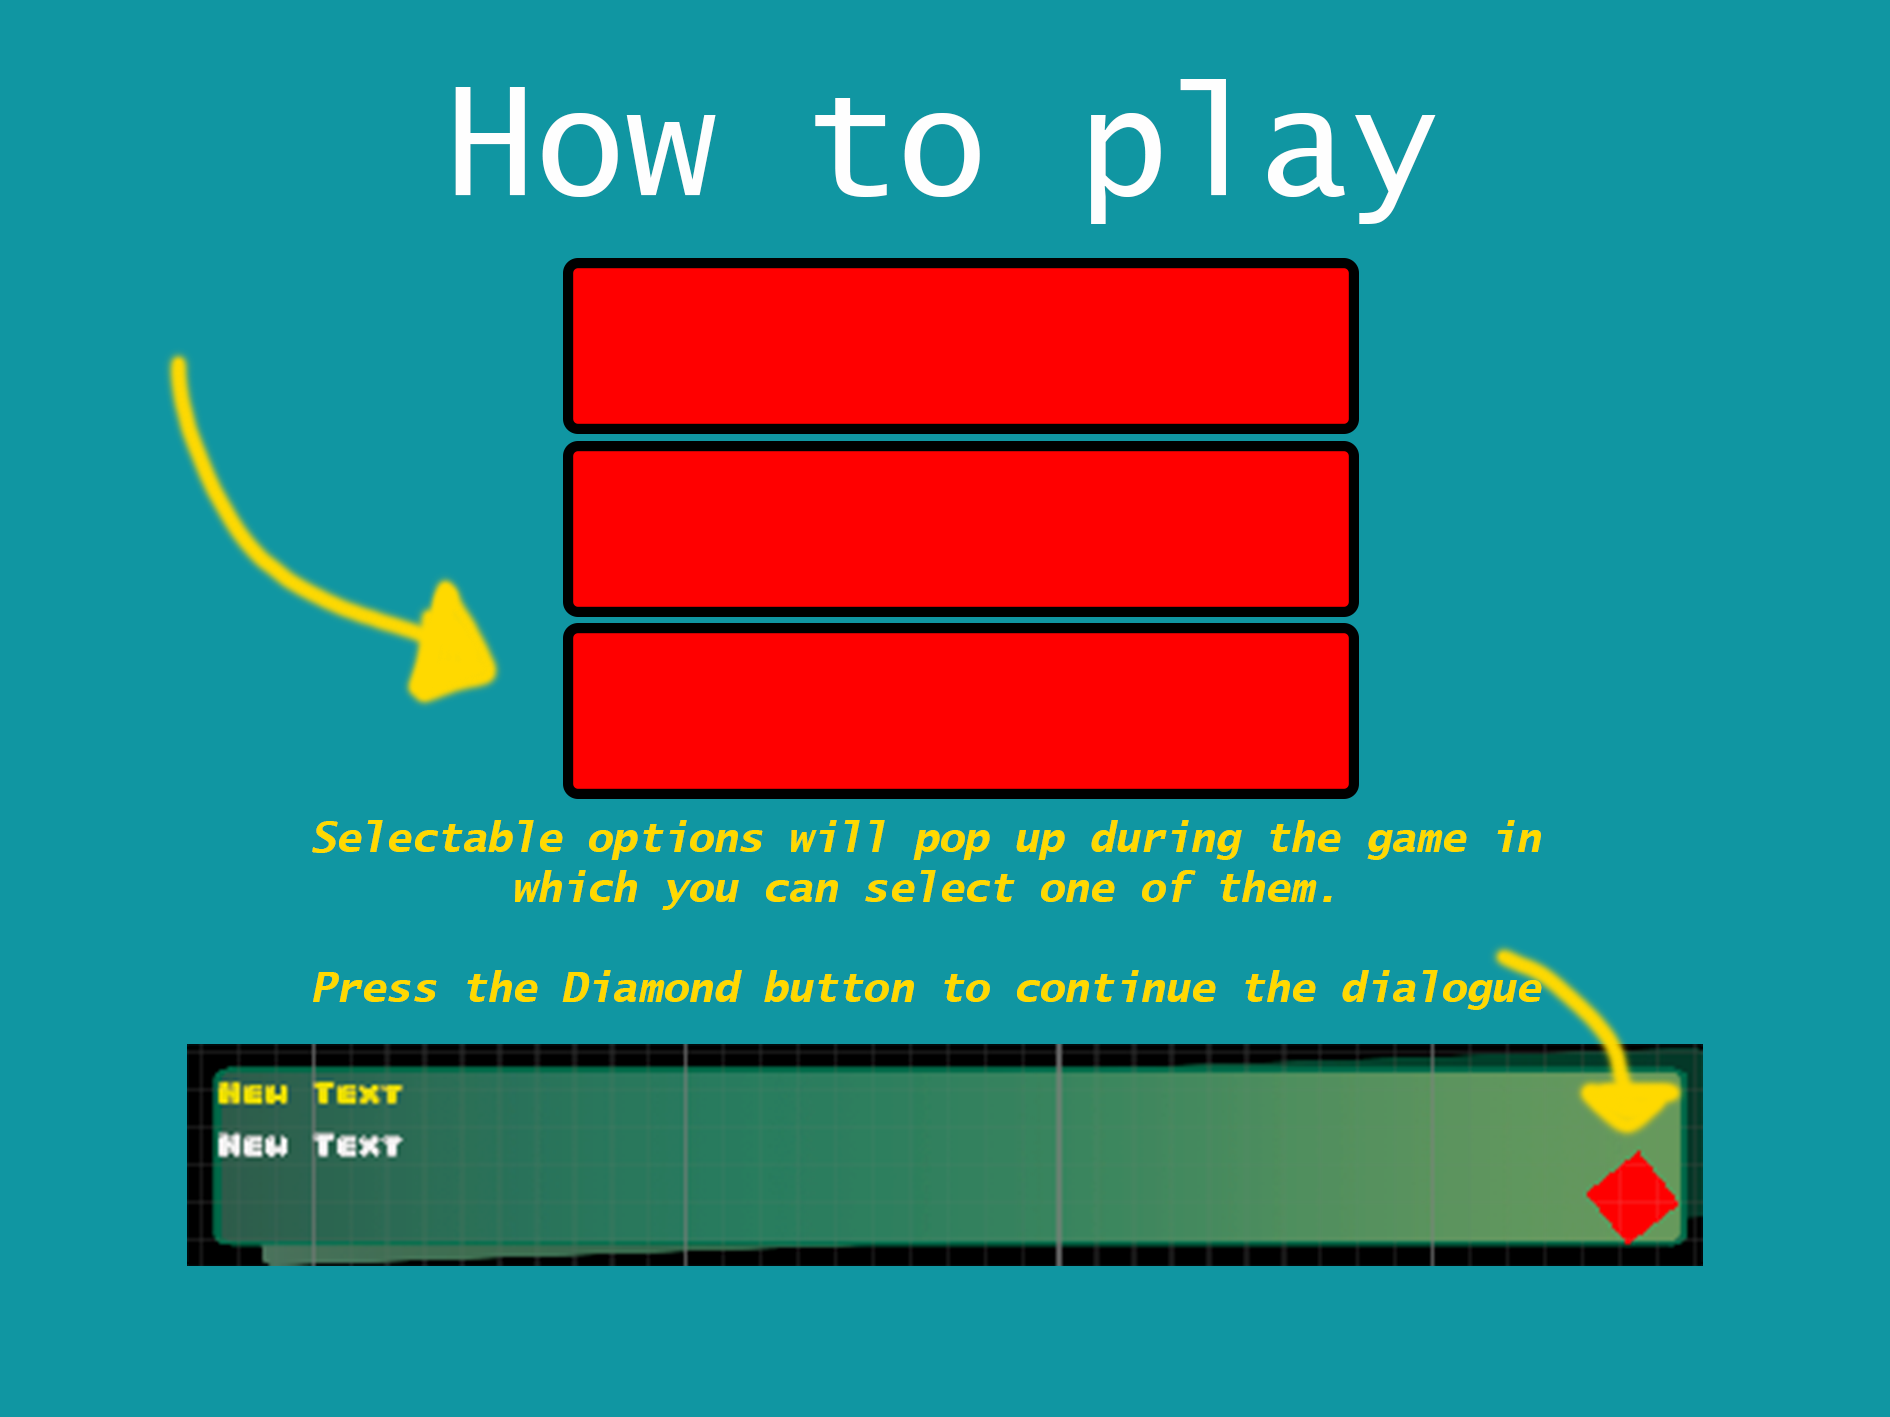 How to play
Selectable options will pop up during the game in
which you can select one of them.
Press the Diamond button to continue the dialogue
New Text
New Text